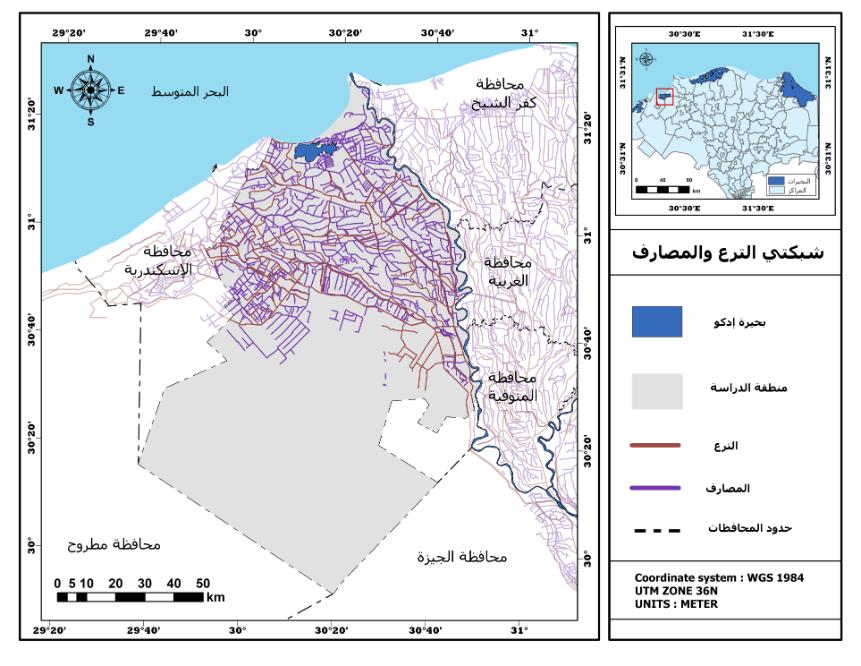 29°20' 29°40' 30° 30°20' 30°40' 31°
N
W E
S
البحر المتوسط
محافظة
كفر الشيخ
31°20'
31°20'
محافظة
الإسكندرية
محافظة
الغربية
31°
31°
30°40'
30°40'
محافظة
المنوفية
30°20'
30°20'
محافظة مطروح
محافظة الجيزة
30°
30°
0 5 10 20 30 40 50
km
29°20' 29°40' 30° 30°20' 30°40' 31°
30°30' 31°30'
31°31'N
31°31'N
30°31'N
30°31'N
0 40 80
km
البحيرات
المراكز
30°30' 31°30'
شبكتي الترع والمصارف
بحيرة إدكو
منطقة الدراسة
الترع
المصارف
حدود المحافظات
Coordinate system : WGS 1984
UTM ZONE 36N
UNITS : METER